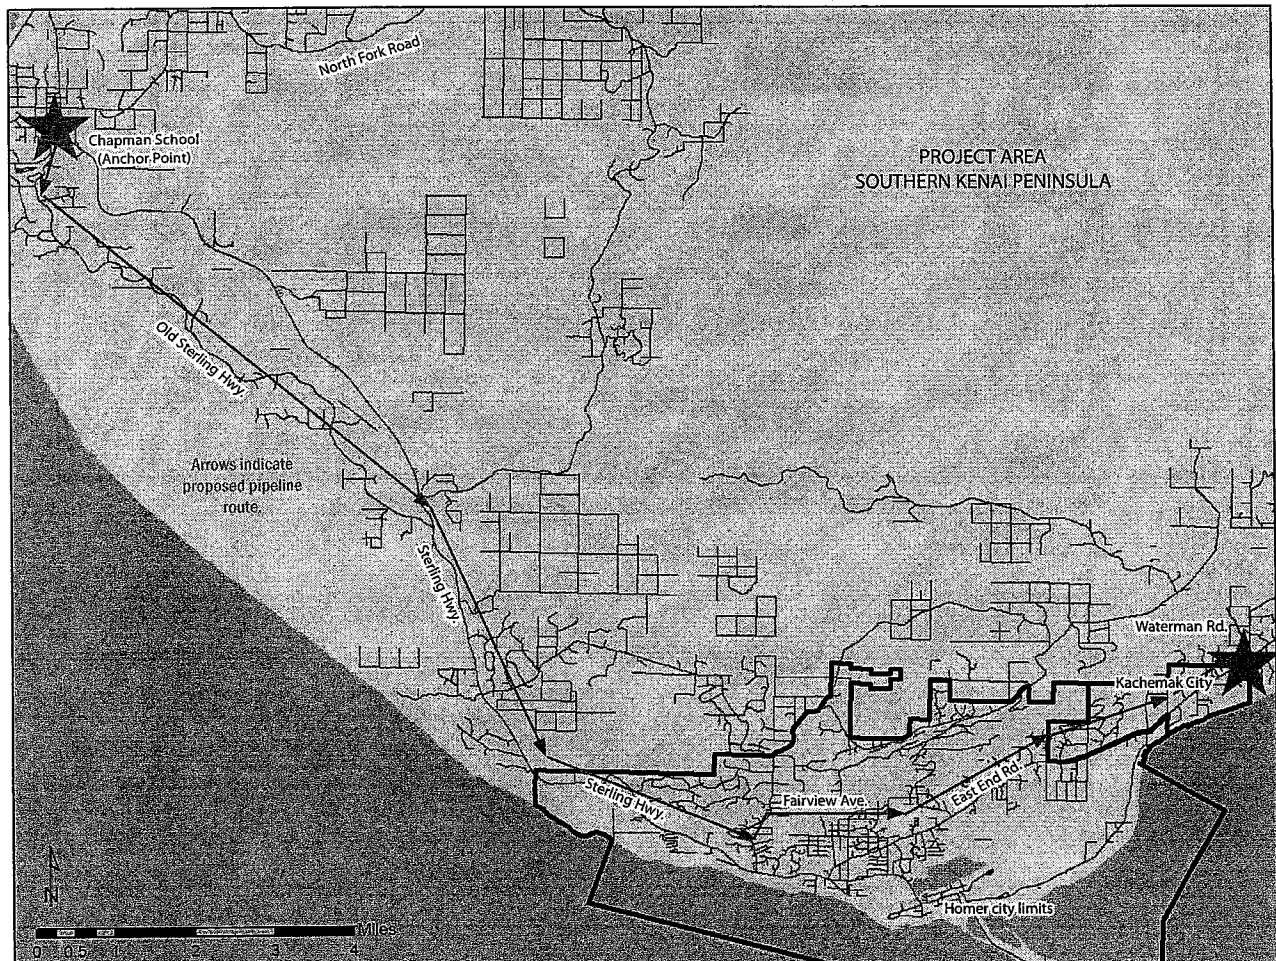 North Fork Road
Chapman School
(Anchor Point)
PROJECT AREA
SOUTHERN KENAI PENINSULA
Old Sterling Hwy.
Arrows indicate
proposed pipeline
route.
Sterling Hwy.
Waterman Rd.
Kachemak City
Sterling Hwy.
Fairview Ave.
East End Rd.
Homer city limits
N
Miles
0 0.5 1 2 3 4